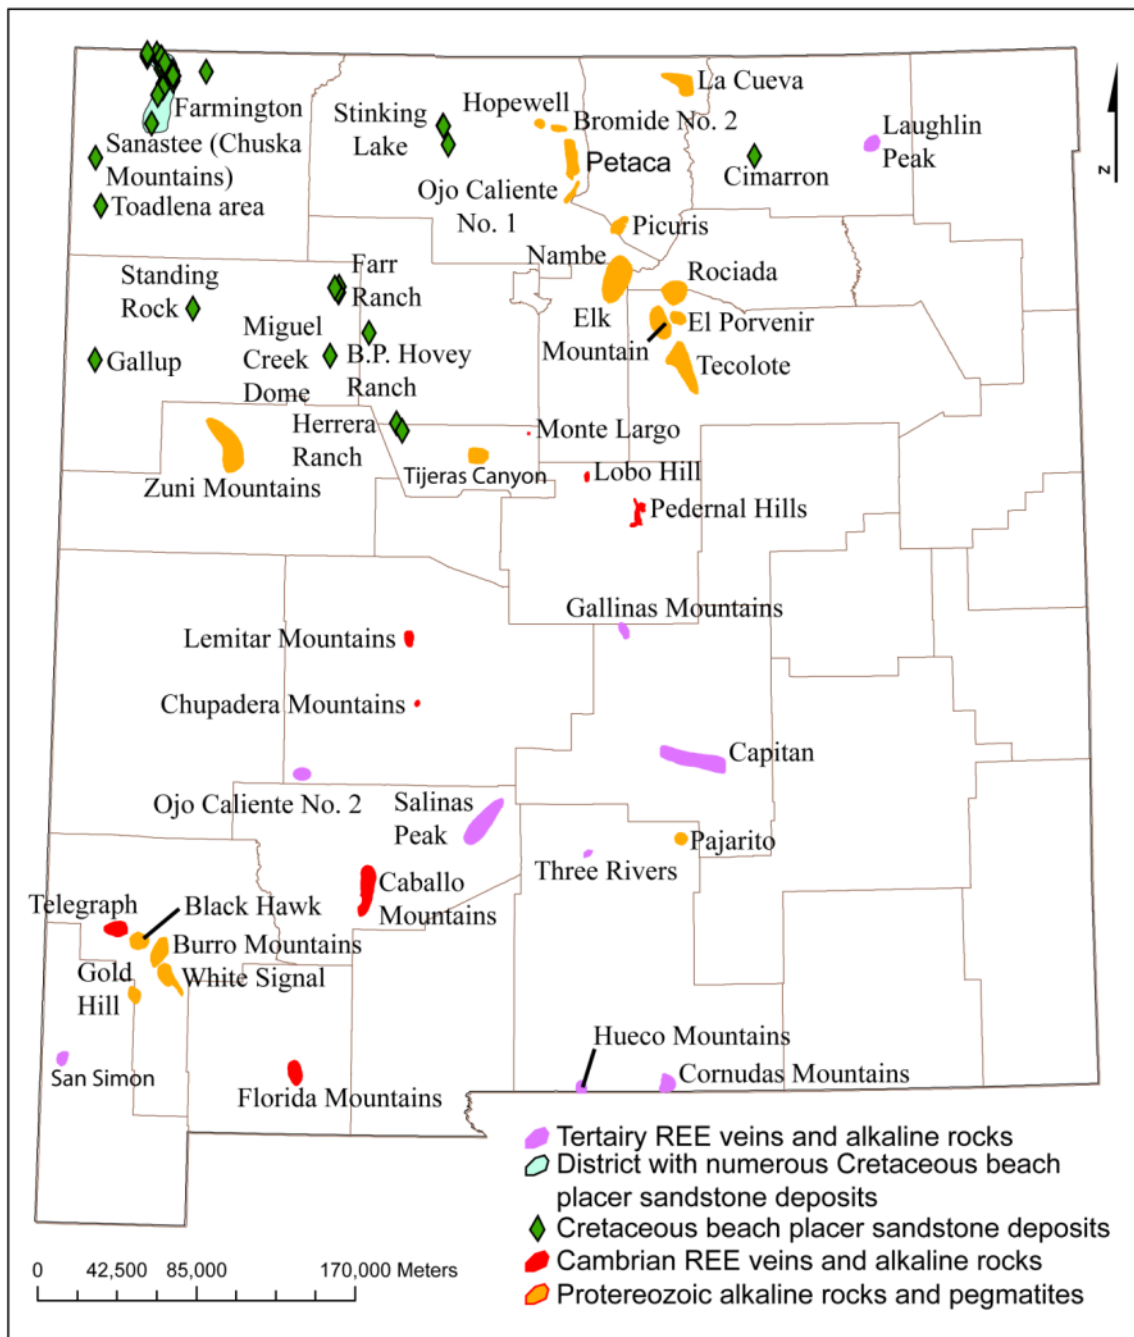 La Cueva
Farmington
Stinking
Lake
Hopewell
Bromide No. 2
Laughlin
Peak
Sanastee (Chuska
Mountains)
Petaca
Cimarron
Toadlena area
Ojo Caliente
No. 1
Picuris
Nambe
Farr
Ranch
Standing
Rock
Rociada
Elk
Mountain
El Porvenir
Miguel
Creek
Dome
B.P. Hovey
Ranch
Gallup
Tecolote
Herrera
Ranch
Monte Largo
Tijeras Canyon
Lobo Hill
Zuni Mountains
Pedernal Hills
Gallinas Mountains
Lemitar Mountains
Chupadera Mountains
Capitan
Ojo Caliente No. 2
Salinas
Peak
Pajarito
Three Rivers
Caballo
Mountains
Telegraph
Black Hawk
Burro Mountains
White Signal
Gold
Hill
Hueco Mountains
San Simon
Cornudas Mountains
Florida Mountains
N
Tertairy REE veins and alkaline rocks
District with numerous Cretaceous beach
placer sandstone deposits
Cretaceous beach placer sandstone deposits
Cambrian REE veins and alkaline rocks
Protereozoic alkaline rocks and pegmatites
0 42,500 85,000 170,000 Meters